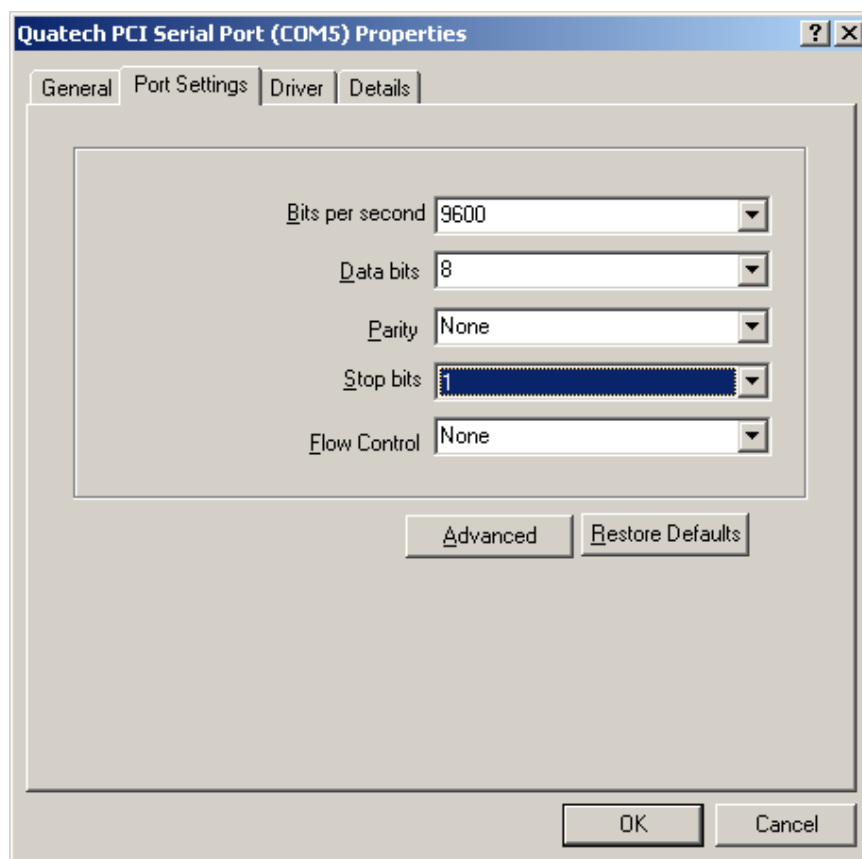 Quatech PCI Serial Port (COM5) Properties ? X
General Port Settings Driver Details
Bits per second 9600
Data bits 8
Parity None
Stop bits 1
Flow Control None
Advanced Restore Defaults
OK Cancel